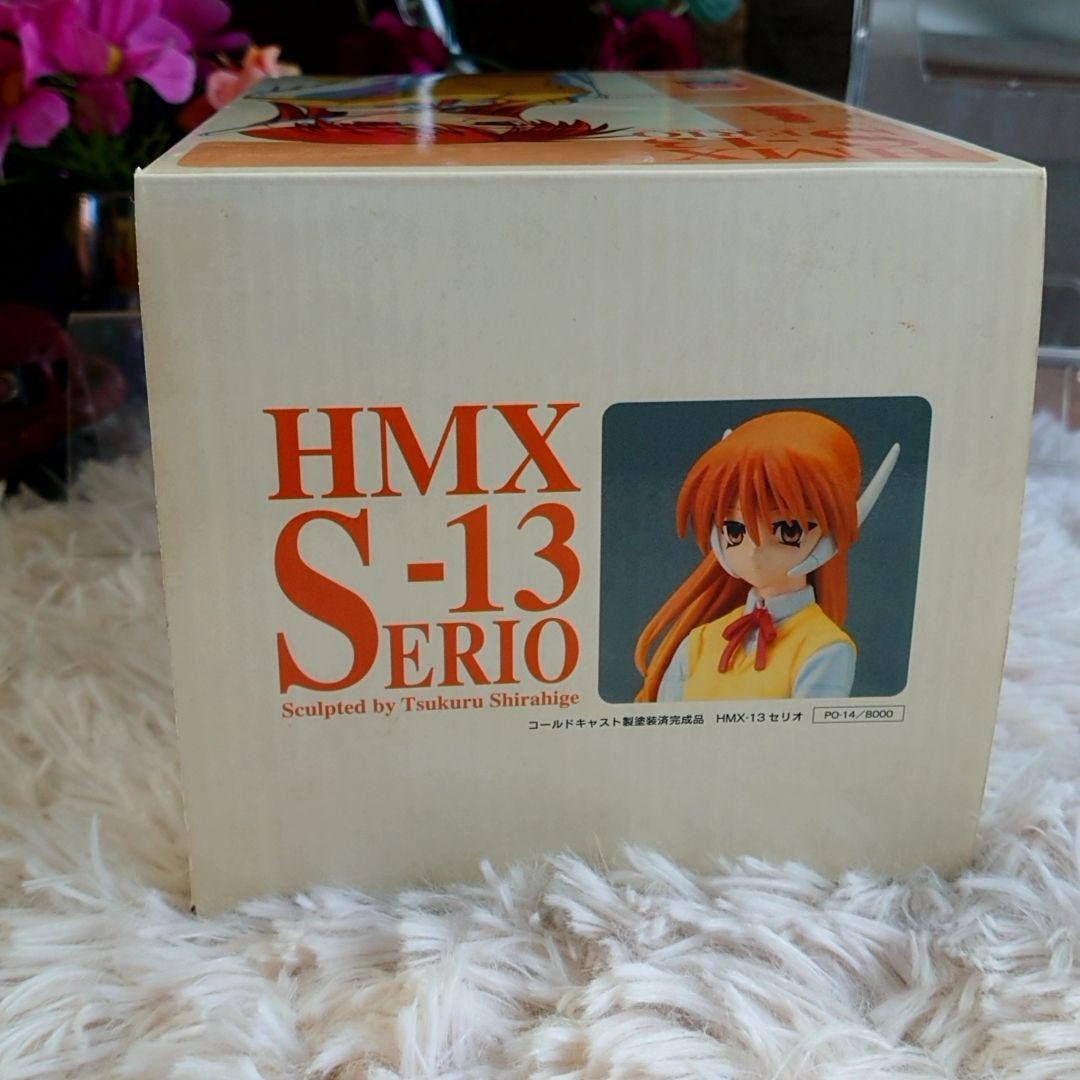 HMX
-13
SERIO
Sculpted by Tsukuru Shirahige
コールドキャスト製塗装済完成品 HMX-13 セリオ PO-14/8000